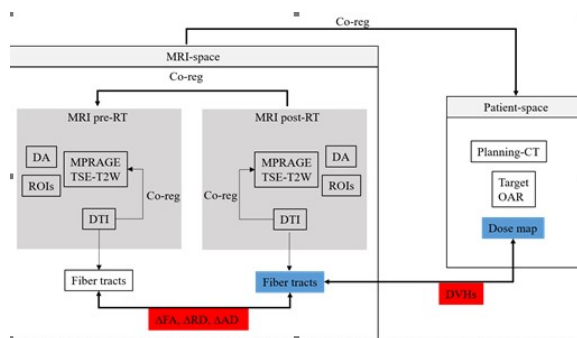 Co-reg
MRI-space
Co-reg
MRI pre-RT
MRI post-RT
Patient-space
DA
MPRAGE
TSE-T2W
ROIs
Co-reg
DTI
MPRAGE
TSE-T2W
DA
ROIs
Co-reg
DTI
Planning-CT
Target
OAR
Dose map
Fiber tracts
Fiber tracts
DVHs
ΔFA, ΔRD, ΔAD